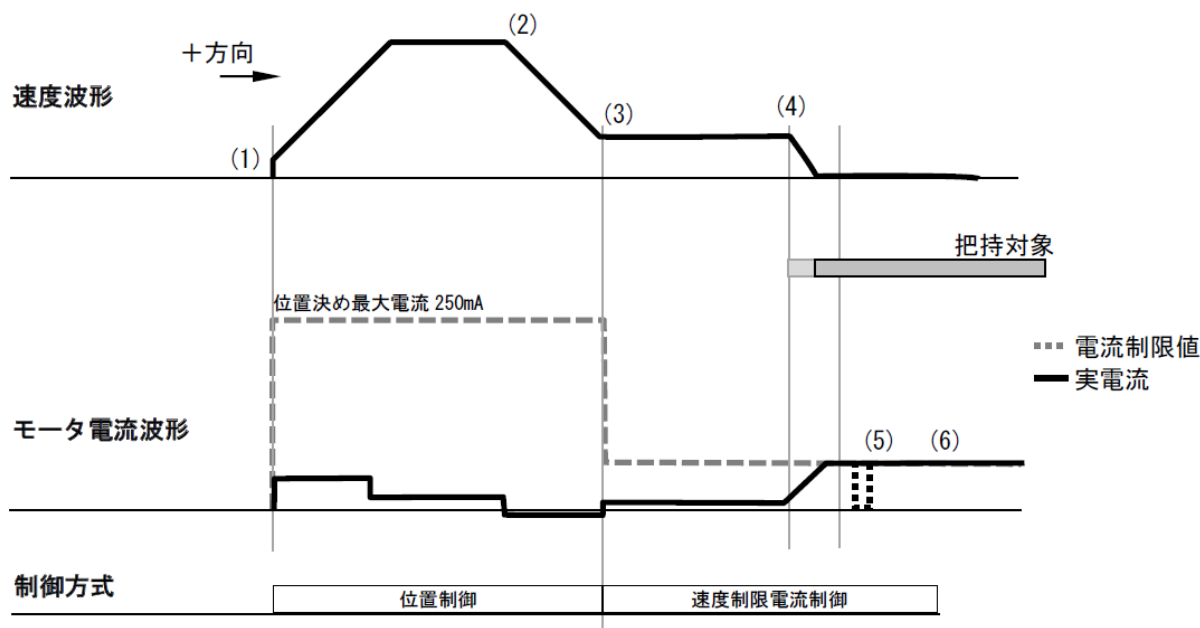 (2)
+方向
速度波形
(3)
(4)
(1)
把持対象
位置決め最大電流 250mA
電流制限値
実電流
モータ電流波形
(5)
(6)
制御方式
位置制御
速度制限電流制御